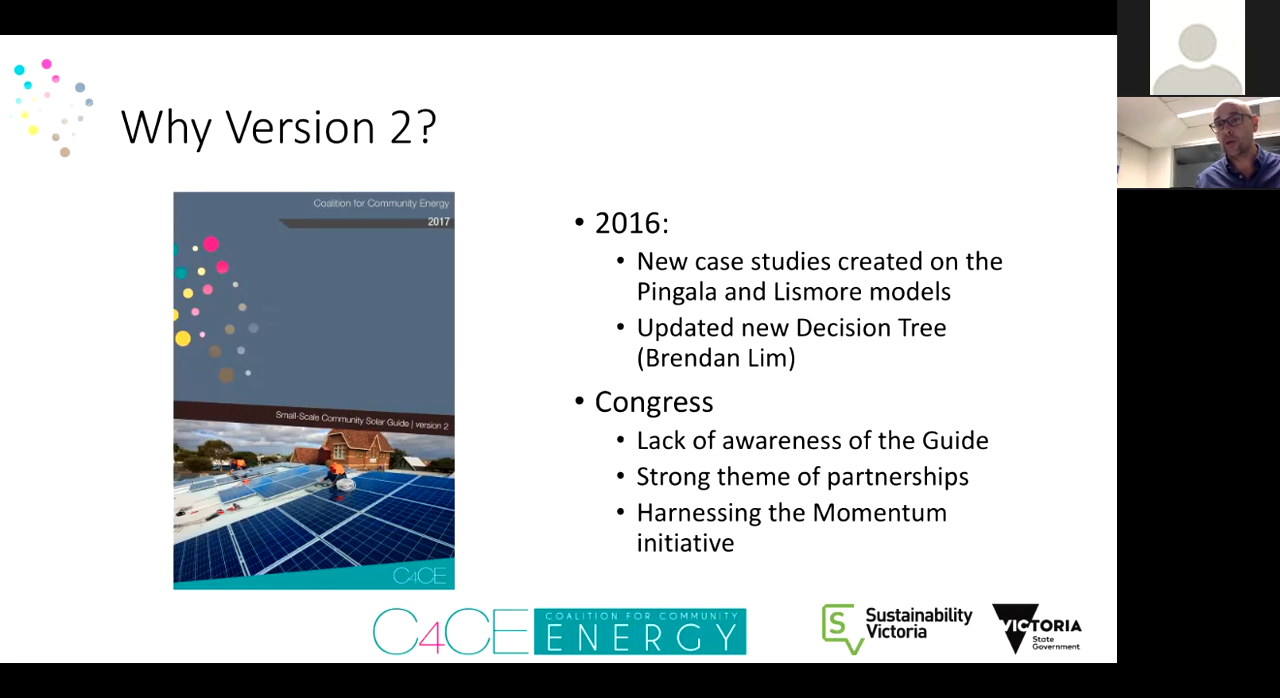 Why Version 2?
Coalition for Community Energy
2017
Small-Scale Community Solar Guide | version 2
C4CE
• 2016:
• New case studies created on the
Pingala and Lismore models
• Updated new Decision Tree
(Brendan Lim)
• Congress
• Lack of awareness of the Guide
• Strong theme of partnerships
• Harnessing the Momentum
initiative
C4CE
COALITION FOR COMMUNITY
ENERGY
S
Sustainability
Victoria
VICTORIA
State
Government